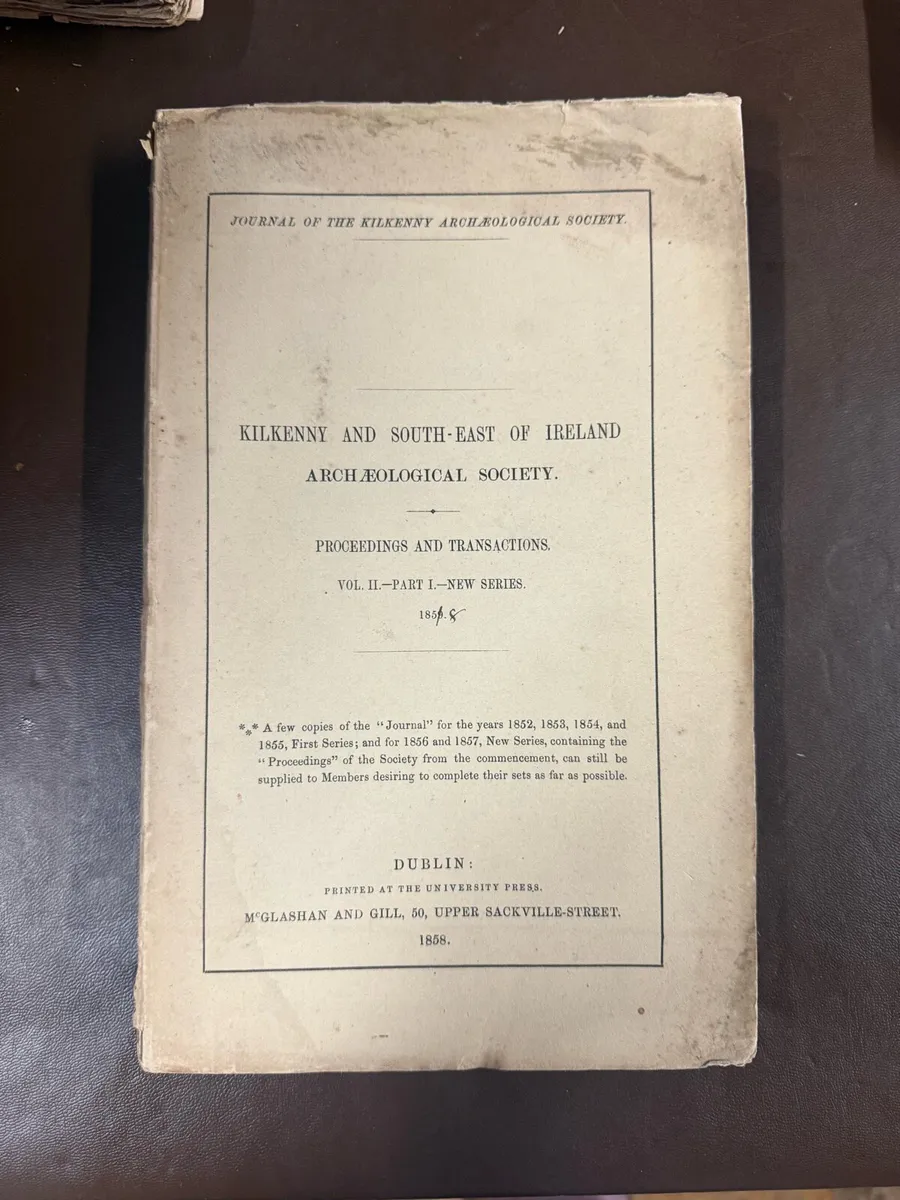 JOURNAL OF THE KILKENNY ARCHÆOLOGICAL SOCIETY.
KILKENNY AND SOUTH-EAST OF IRELAND
ARCHÆOLOGICAL SOCIETY.
PROCEEDINGS AND TRANSACTIONS.
VOL. II.—PART I.—NEW SERIES.
185 . 8
*** A few copies of the "Journal" for the years 1852, 1853, 1854, and
1855, First Series; and for 1856 and 1857, New Series, containing the
"Proceedings" of the Society from the commencement, can still be
supplied to Members desiring to complete their sets as far as possible.
DUBLIN:
PRINTED AT THE UNIVERSITY PRESS.
McGLASHAN AND GILL, 50, UPPER SACKVILLE-STREET.
1858.